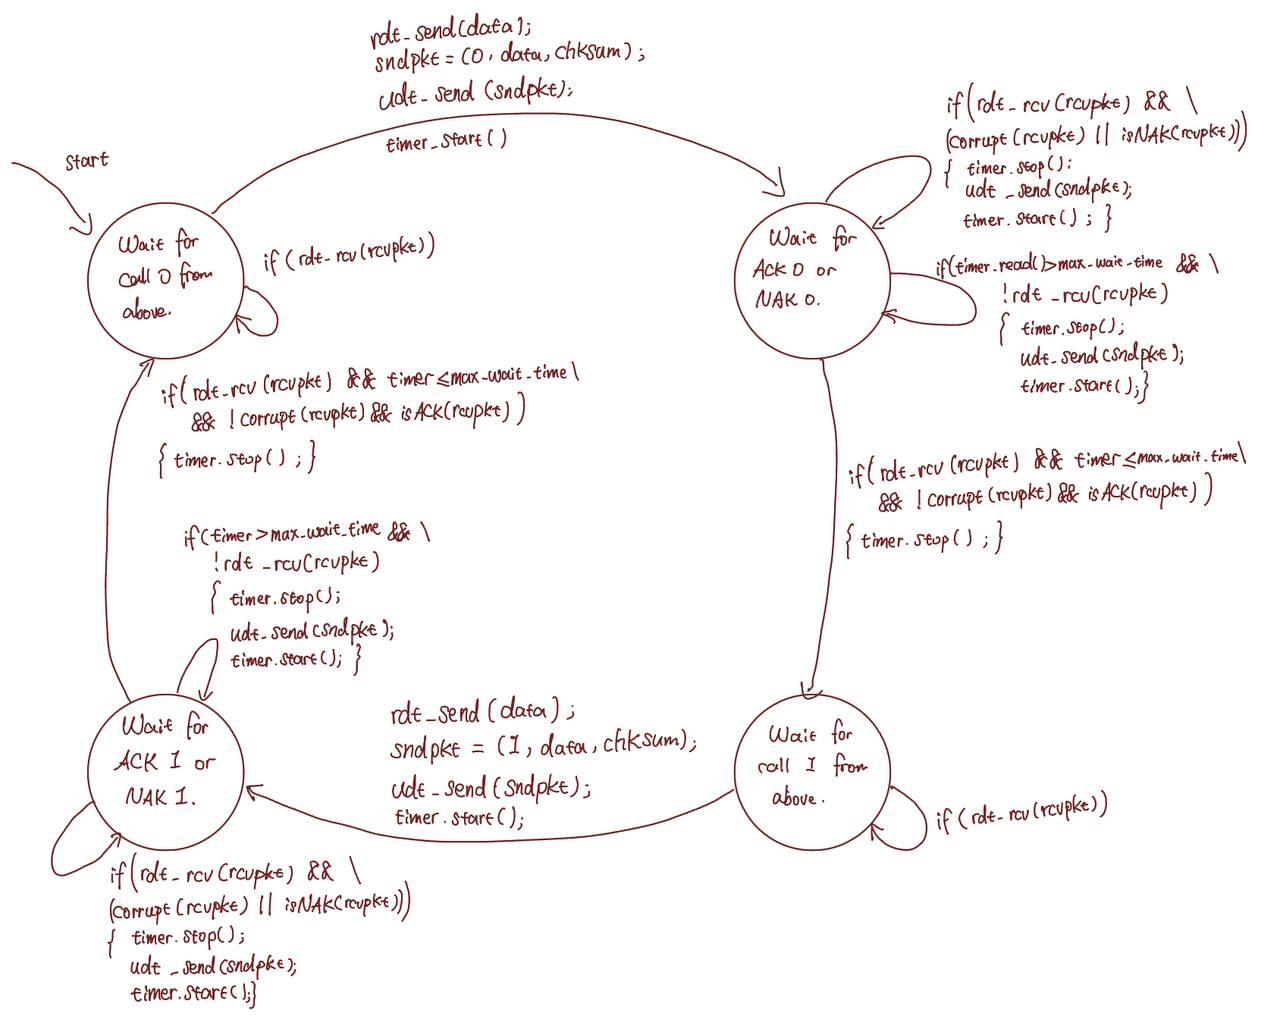 rdt_send(data);
sndpkt = (0, data, chksum);
udt_send (sndpkt);
timer_start()
start
Wait for
call 0 from
above.
if (rdt_rcv(rcvpkt))
Wait for
ACK 0 or
NAK 0.
if(rdt_rcv(rcvpkt) && \
(corrupt(rcvpkt) || isNAK(rcvpkt)))
{ timer.stop();
udt_send(sndpkt);
timer.start(); }
if(timer.read()>max_wait_time && \
!rdt_rcv(rcvpkt)
{ timer.stop();
udt_send(sndpkt);
timer.start();}
if(rdt_rcv(rcvpkt) && timer≤max_wait_time\
&& !corrupt(rcvpkt) && isACK(rcvpkt))
{ timer.stop(); }
if(rdt_rcv(rcvpkt) && timer≤max_wait_time\
&& !corrupt(rcvpkt) && isACK(rcvpkt))
{ timer.stop(); }
if(timer>max_wait_time && \
!rdt_rcv(rcvpkt)
{ timer.stop();
udt_send(sndpkt);
timer.start(); }
Wait for
ACK 1 or
NAK 1.
rdt_send(data);
sndpkt = (1, data, chksum);
udt_send(sndpkt);
timer.start();
Wait for
call 1 from
above.
if (rdt_rcv(rcvpkt))
if(rdt_rcv(rcvpkt) && \
(corrupt(rcvpkt) || isNAK(rcvpkt)))
{ timer.stop();
udt_send(sndpkt);
timer.start();}